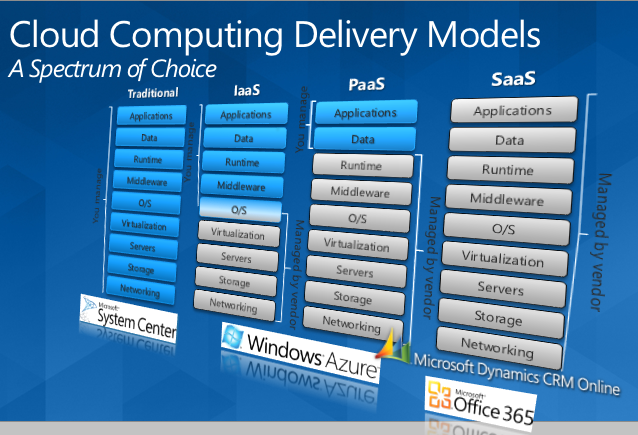 Cloud Computing Delivery Models
A Spectrum of Choice
Traditional
Applications
Data
Runtime
Middleware
O/S
Virtualization
Servers
Storage
Networking
You manage
Microsoft
System Center
IaaS
Applications
Data
Runtime
Middleware
O/S
Virtualization
Servers
Storage
Networking
You manage
Managed by vendor
PaaS
Applications
Data
Runtime
Middleware
O/S
Virtualization
Servers
Storage
Networking
You manage
Managed by vendor
Windows Azure
SaaS
Applications
Data
Runtime
Middleware
O/S
Virtualization
Servers
Storage
Networking
Managed by vendor
Microsoft Dynamics CRM Online
Microsoft
Office 365